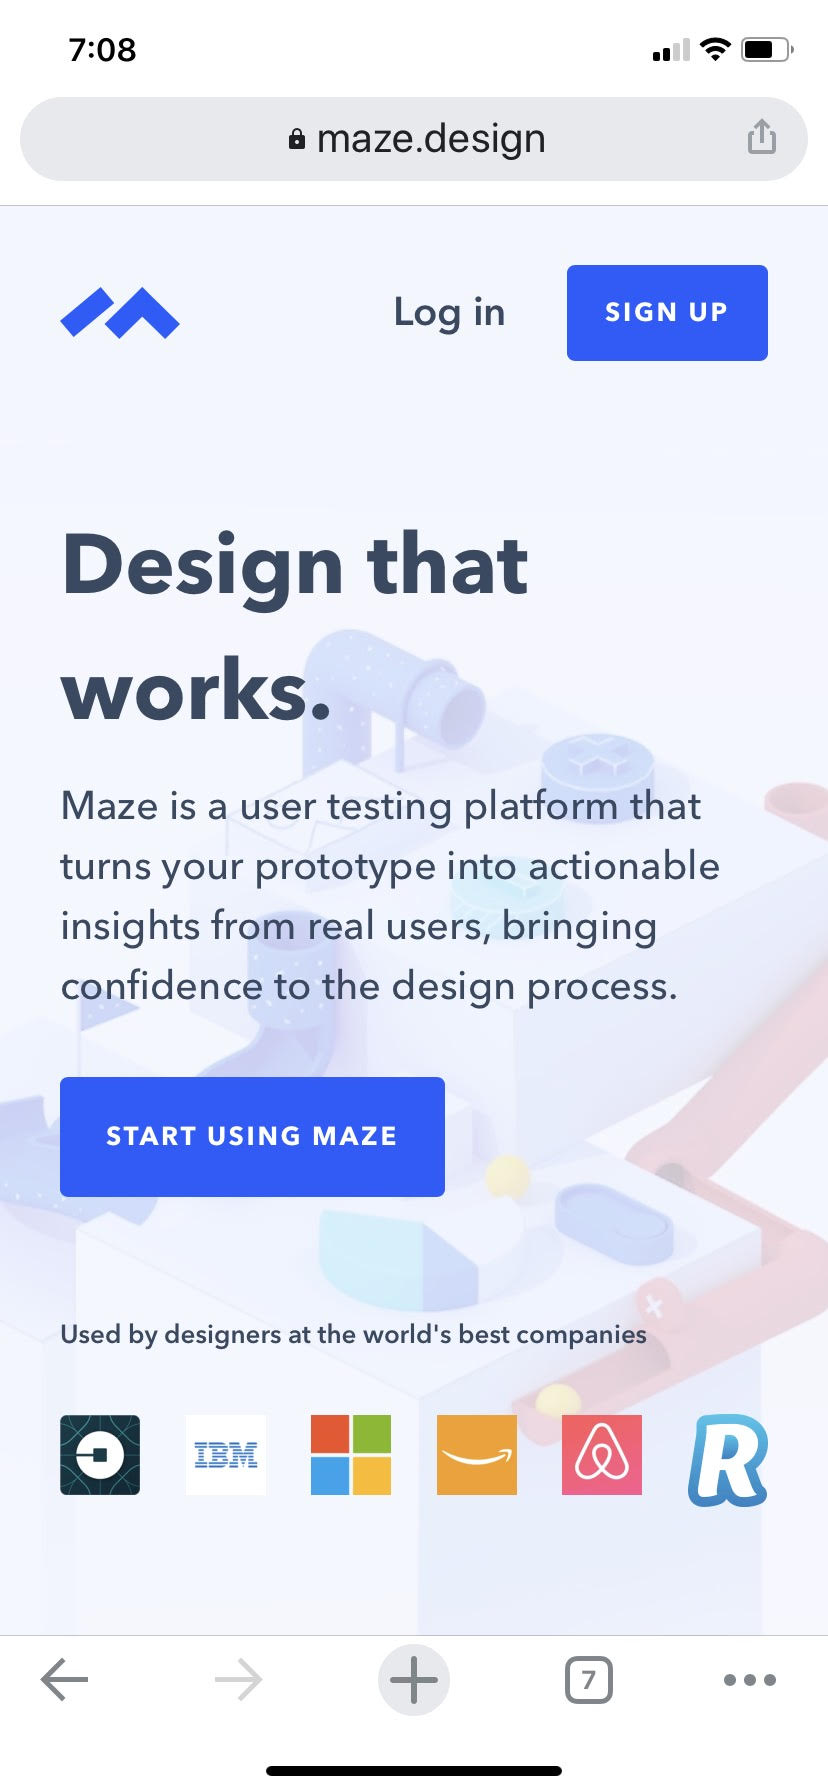 7:08
maze.design
Log in
SIGN UP
Design that
works.
Maze is a user testing platform that
turns your prototype into actionable
insights from real users, bringing
confidence to the design process.
START USING MAZE
Used by designers at the world's best companies
IBM
R
7